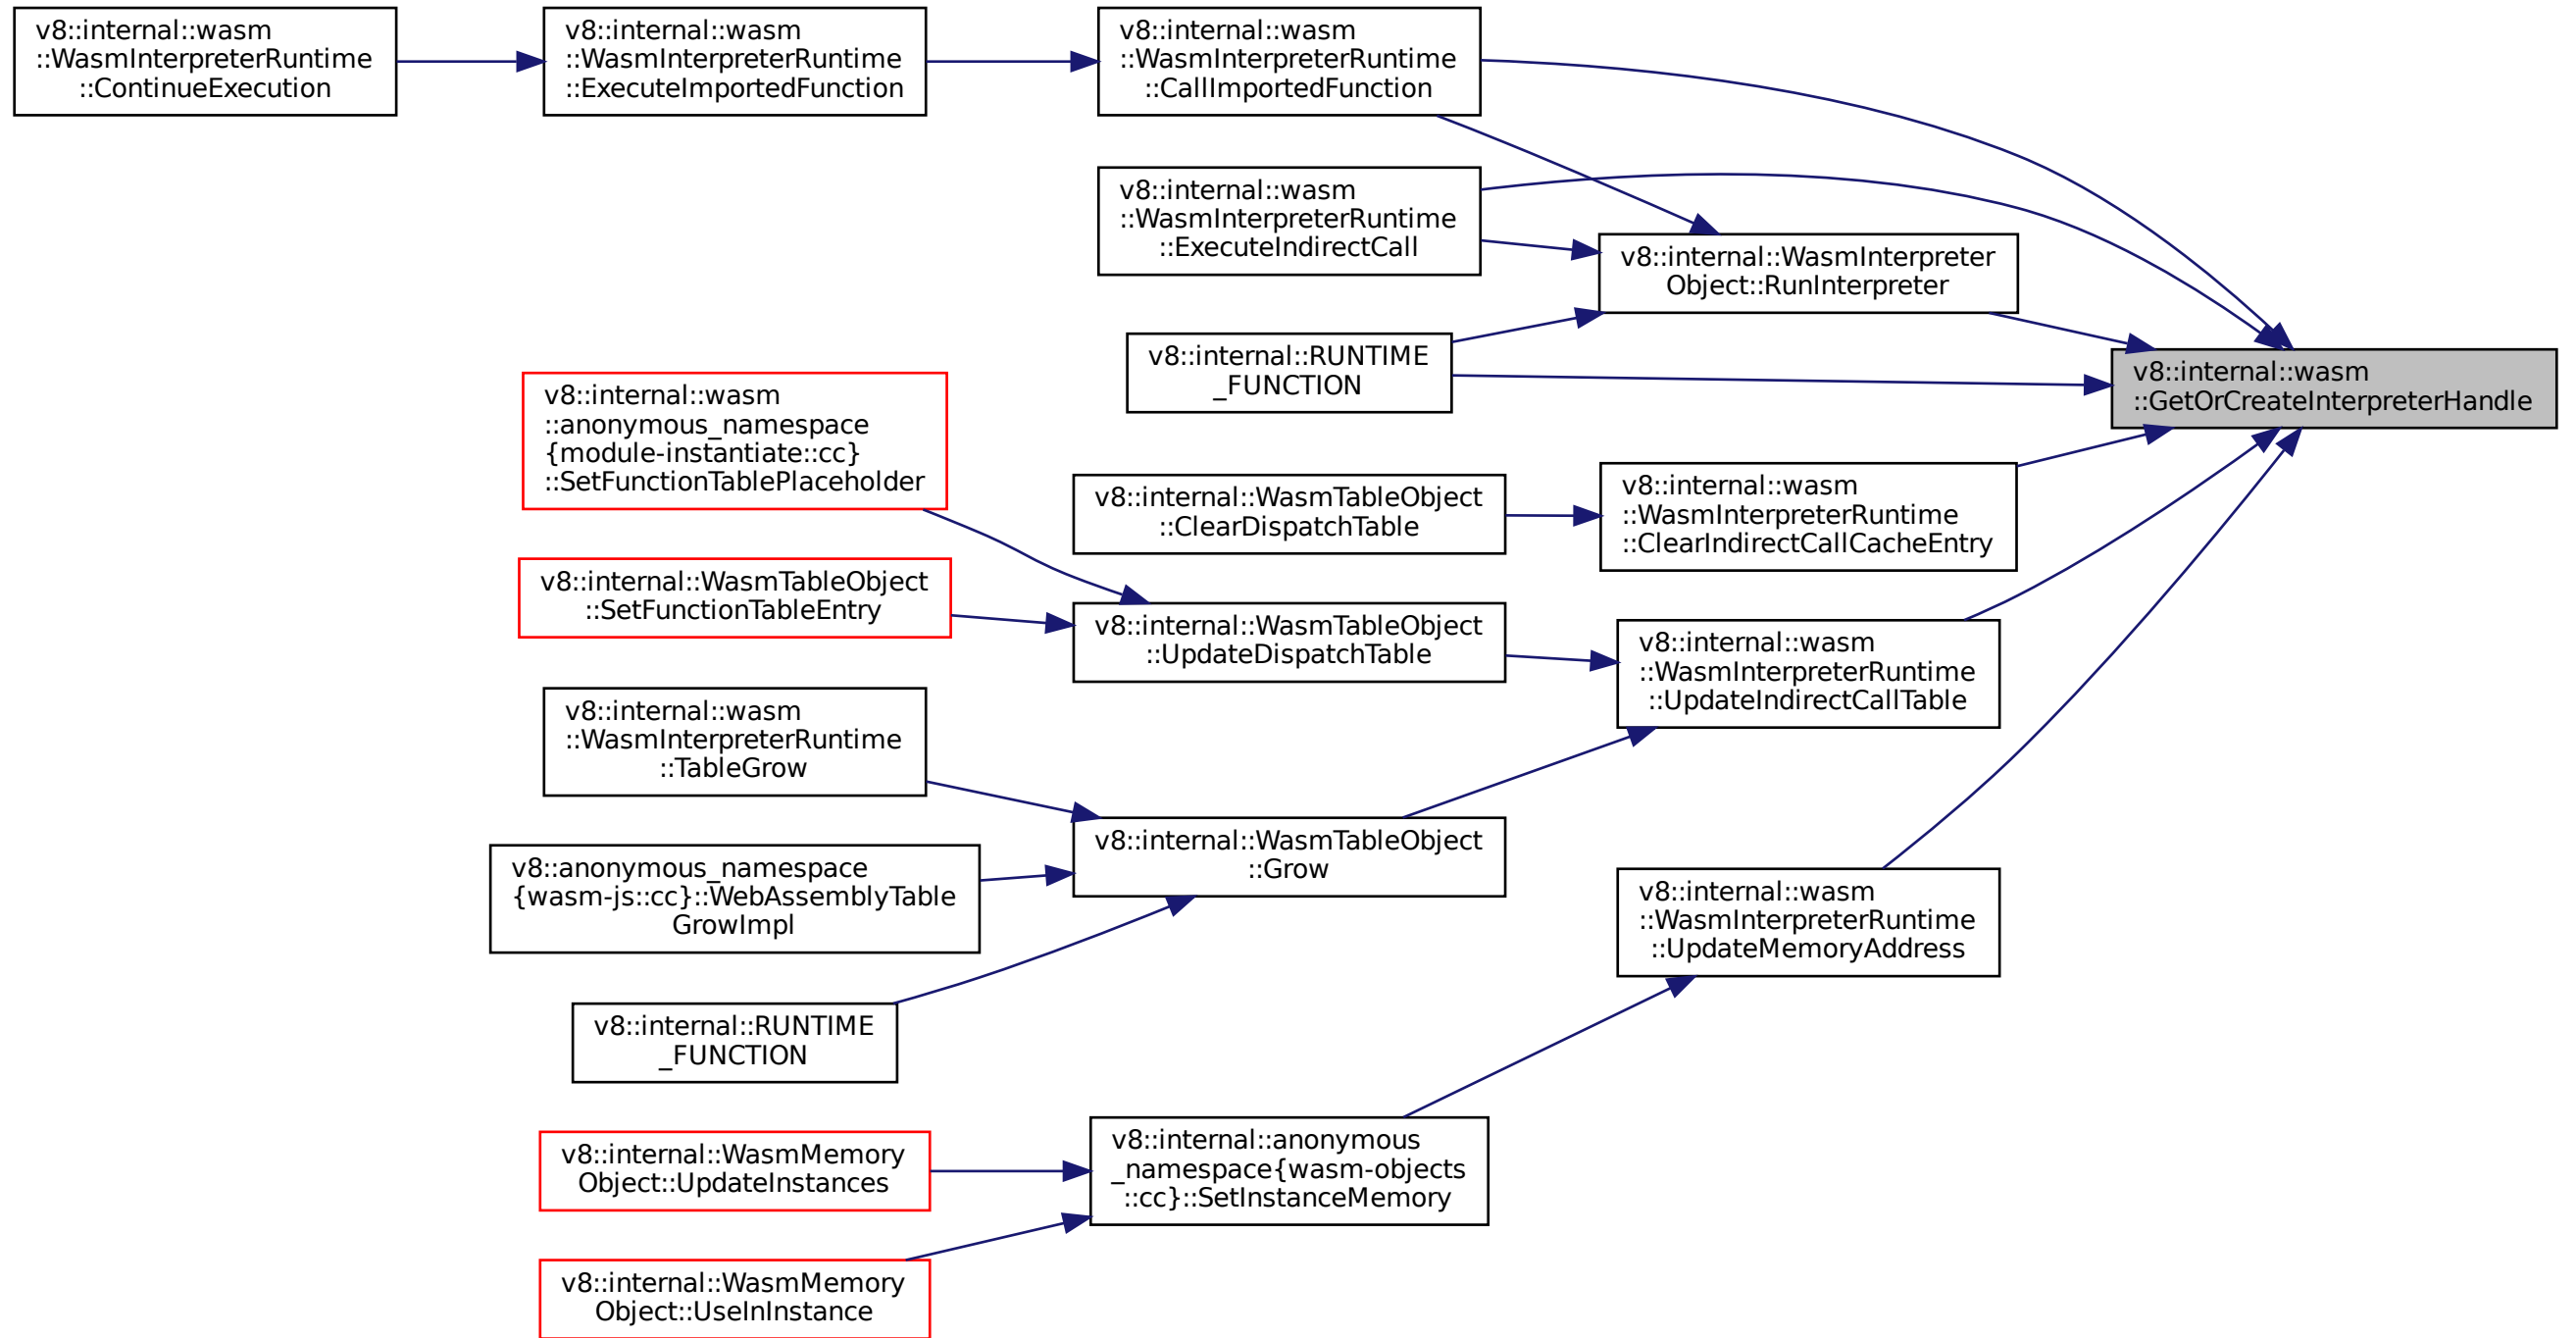 v8::internal::wasm
::WasmInterpreterRuntime
::ContinueExecution
v8::internal::wasm
::WasmInterpreterRuntime
::ExecuteImportedFunction
v8::internal::wasm
::WasmInterpreterRuntime
::CallImportedFunction
v8::internal::wasm
::WasmInterpreterRuntime
::ExecuteIndirectCall
v8::internal::WasmInterpreter
Object::RunInterpreter
v8::internal::RUNTIME
_FUNCTION
v8::internal::wasm
::GetOrCreateInterpreterHandle
v8::internal::wasm
::anonymous_namespace
{module-instantiate::cc}
::SetFunctionTablePlaceholder
v8::internal::WasmTableObject
::ClearDispatchTable
v8::internal::wasm
::WasmInterpreterRuntime
::ClearIndirectCallCacheEntry
v8::internal::WasmTableObject
::SetFunctionTableEntry
v8::internal::WasmTableObject
::UpdateDispatchTable
v8::internal::wasm
::WasmInterpreterRuntime
::UpdateIndirectCallTable
v8::internal::wasm
::WasmInterpreterRuntime
::TableGrow
v8::internal::WasmTableObject
::Grow
v8::anonymous_namespace
{wasm-js::cc}::WebAssemblyTable
GrowImpl
v8::internal::wasm
::WasmInterpreterRuntime
::UpdateMemoryAddress
v8::internal::RUNTIME
_FUNCTION
v8::internal::WasmMemory
Object::UpdateInstances
v8::internal::anonymous
_namespace{wasm-objects
::cc}::SetInstanceMemory
v8::internal::WasmMemory
Object::UseInInstance